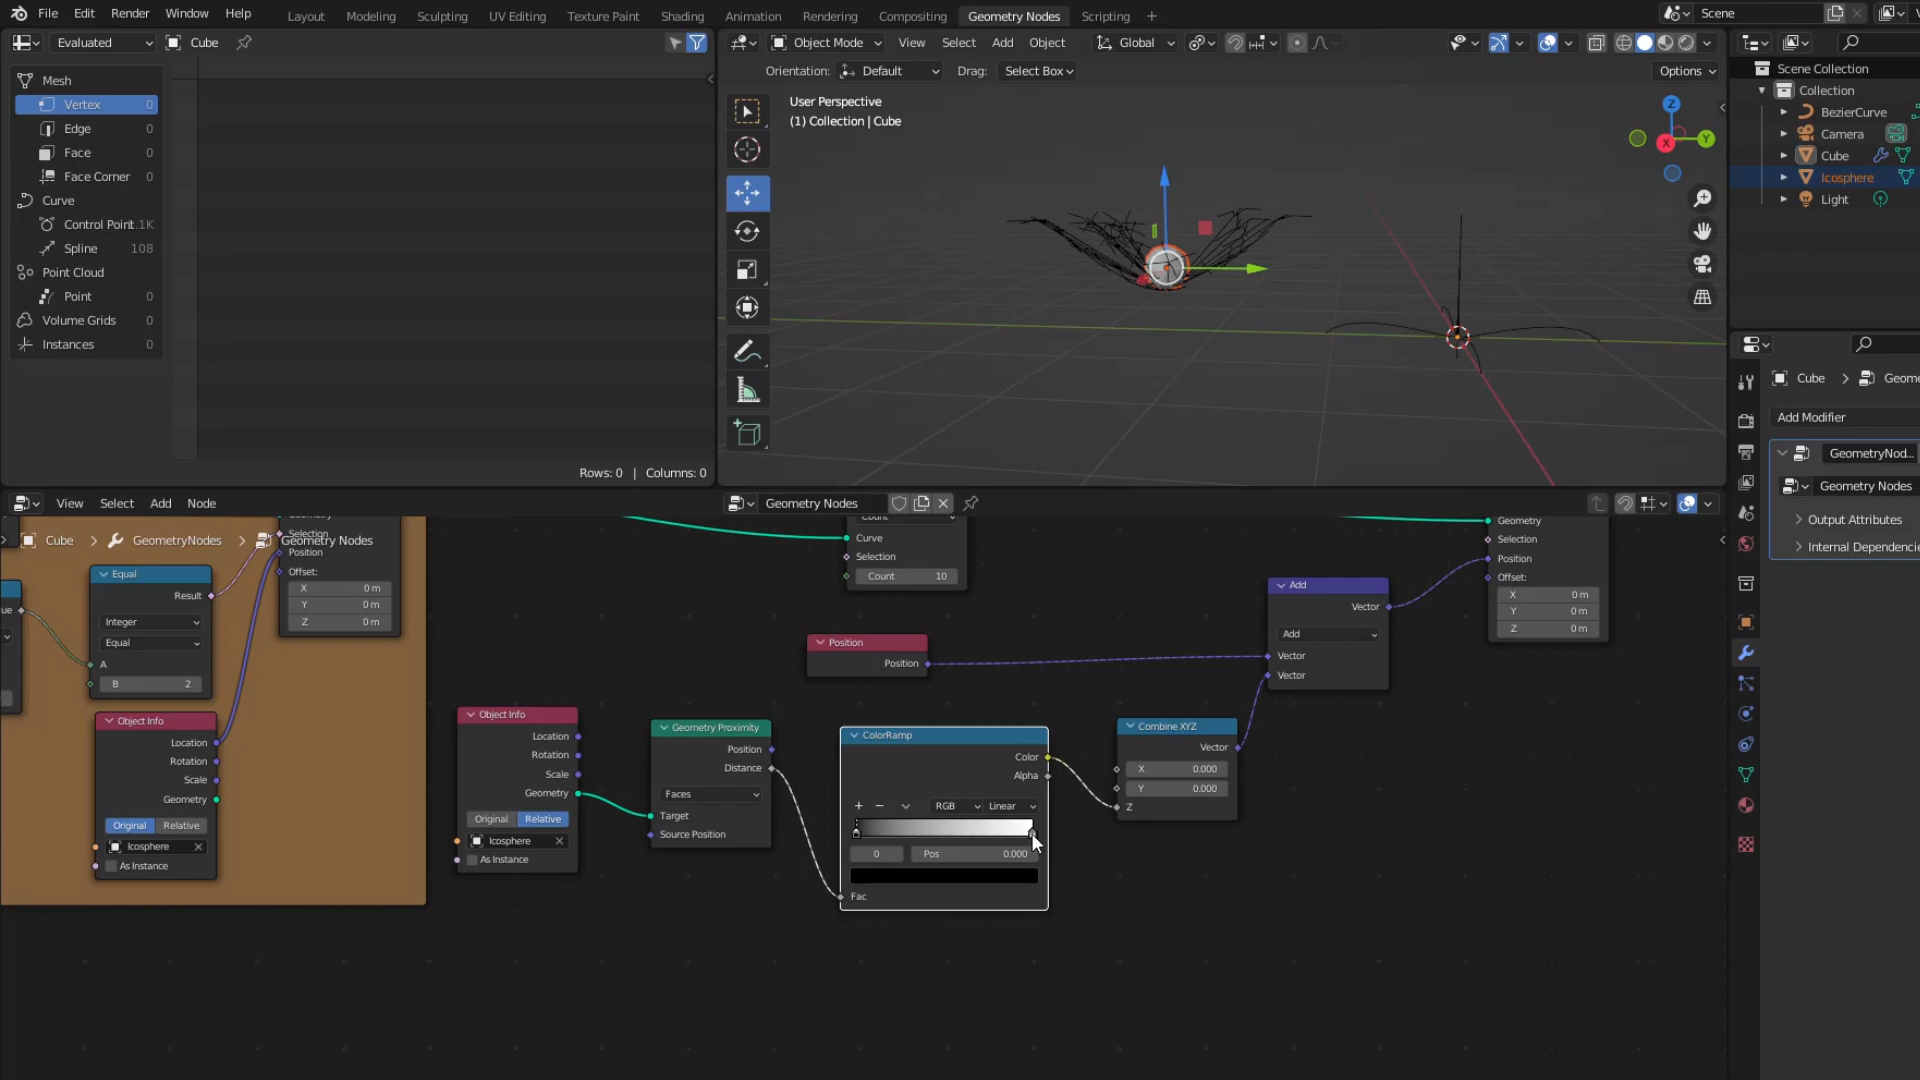 File Edit Render Window Help Layout Modeling Sculpting UV Editing Texture Paint Shading Animation Rendering Compositing Geometry Nodes Scripting + Scene
Evaluated Cube
Object Mode View Select Add Object Global
Orientation: Default Drag: Select Box Options
Mesh
Vertex 0
Edge 0
Face 0
Face Corner 0
Curve
Control Point .1K
Spline 108
Point Cloud
Point 0
Volume Grids 0
Instances 0
Rows: 0 | Columns: 0
User Perspective
(1) Collection | Cube
Z
Y
X
Scene Collection
Collection
BezierCurve
Camera
Cube
Icosphere
Light
Cube > Geome
Add Modifier
GeometryNod...
Geometry Nodes
Output Attributes
Internal Dependencie
View Select Add Node
Geometry Nodes
Cube > GeometryNodes > Geometry Nodes
Selection
Position
Offset:
X 0 m
Y 0 m
Z 0 m
Equal
Result
Integer
Equal
A
B 2
Object Info
Location
Rotation
Scale
Geometry
Original Relative
Icosphere
As Instance
Object Info
Location
Rotation
Scale
Geometry
Original Relative
Icosphere
As Instance
Geometry Proximity
Position
Distance
Faces
Target
Source Position
Count
Curve
Selection
Count 10
Position
Position
ColorRamp
Color
Alpha
+ − RGB Linear
0 Pos 0.000
Fac
Combine XYZ
Vector
X 0.000
Y 0.000
Z
Add
Vector
Add
Vector
Vector
Geometry
Selection
Position
Offset:
X 0 m
Y 0 m
Z 0 m